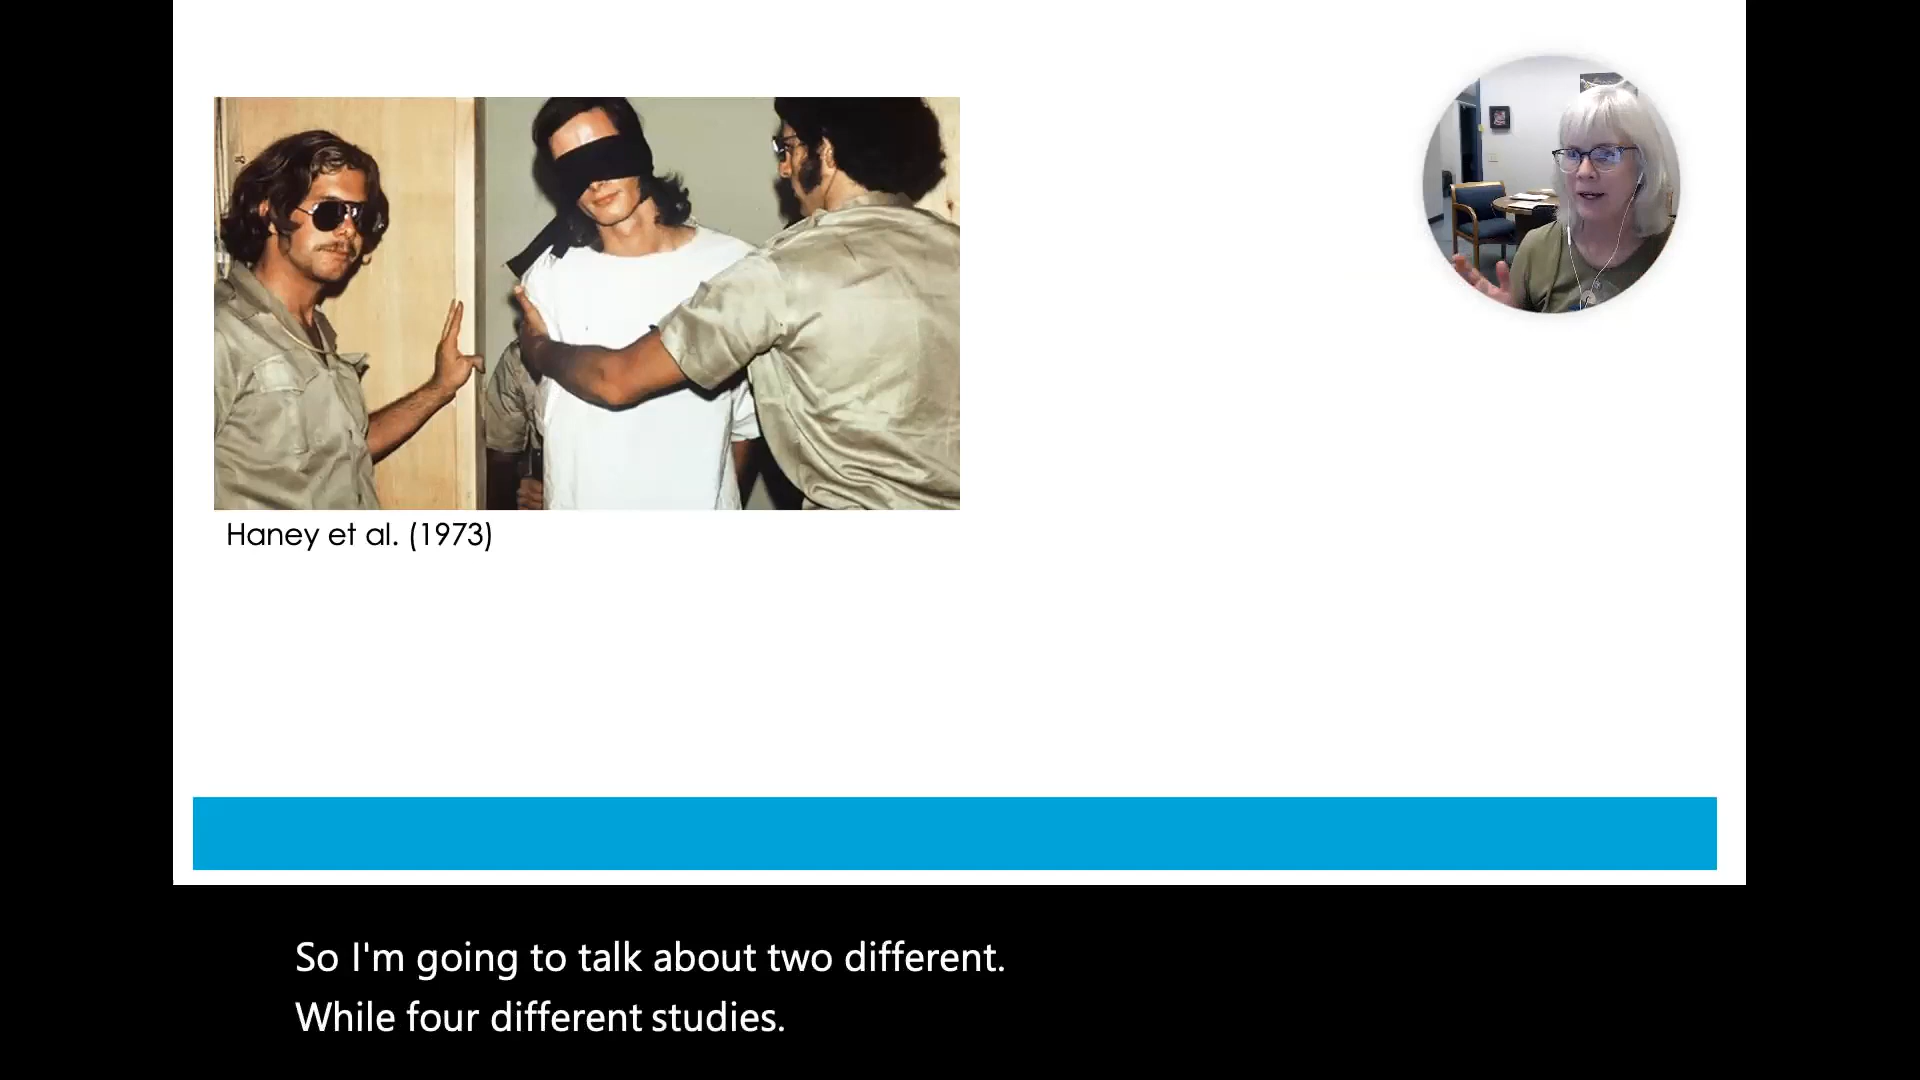 Haney et al. (1973)
So I'm going to talk about two different.
While four different studies.